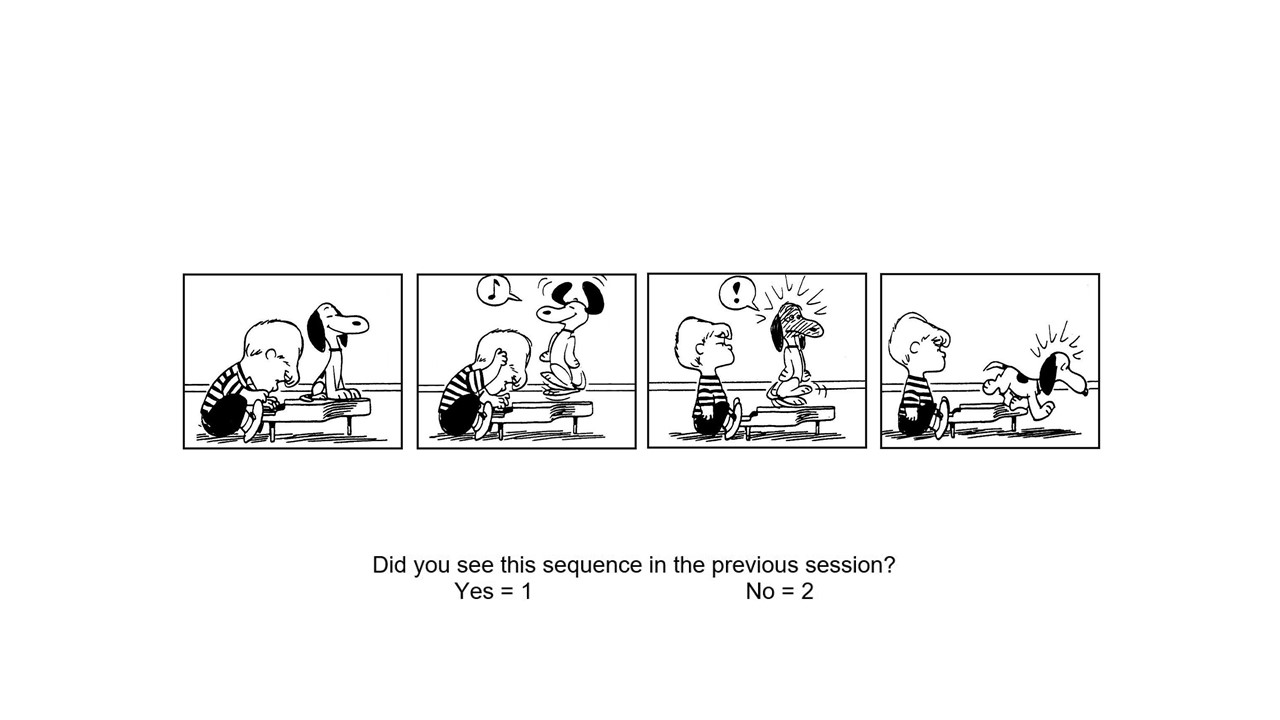 ♪
!
Did you see this sequence in the previous session?
Yes = 1 No = 2